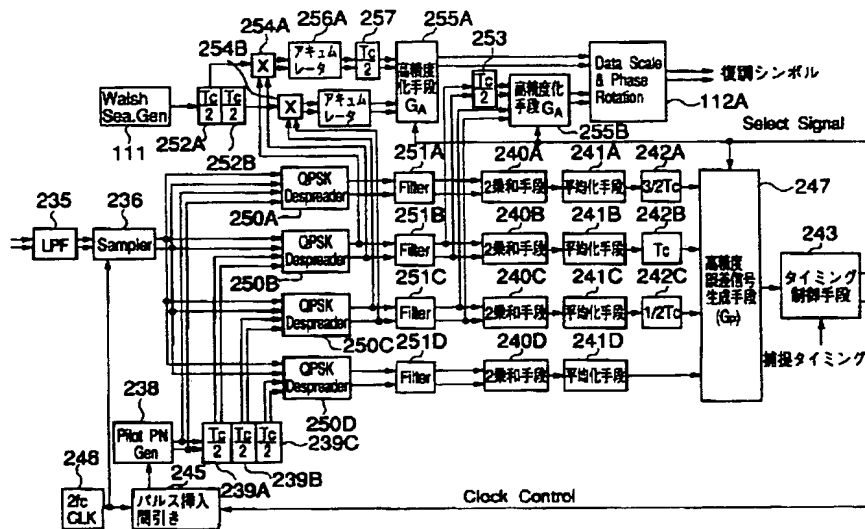 256A
257
255A
254A
254B
253
アキュム
レータ
Tc
2
X
高精度化手段
GA
Tc
2
高精度化
手段 GA
Data Scale
& Phase
Rotation
復調シンボル
112A
Walsh
Sea.Gen
111
Tc
2
Tc
2
252A
252B
X
アキュム
レータ
255B
Select Signal
251A
240A
241A
242A
QPSK
Despreader
250A
Filter
2乗和手段
平均化手段
3/2Tc
247
235
236
LPF
Sampler
251B
240B
241B
242B
QPSK
Despreader
250B
Filter
2乗和手段
平均化手段
Tc
高精度
誤差信号
生成手段
(GP)
243
タイミング
制御手段
251C
240C
241C
242C
QPSK
Despreader
250C
Filter
2乗和手段
平均化手段
1/2Tc
捕捉タイミング
251D
240D
241D
QPSK
Despreader
250D
Filter
2乗和手段
平均化手段
238
Pilot PN
Gen
Tc
2
Tc
2
Tc
2
239C
239B
239A
248
245
2fc
CLK
パルス挿入
間引き
Clock Control